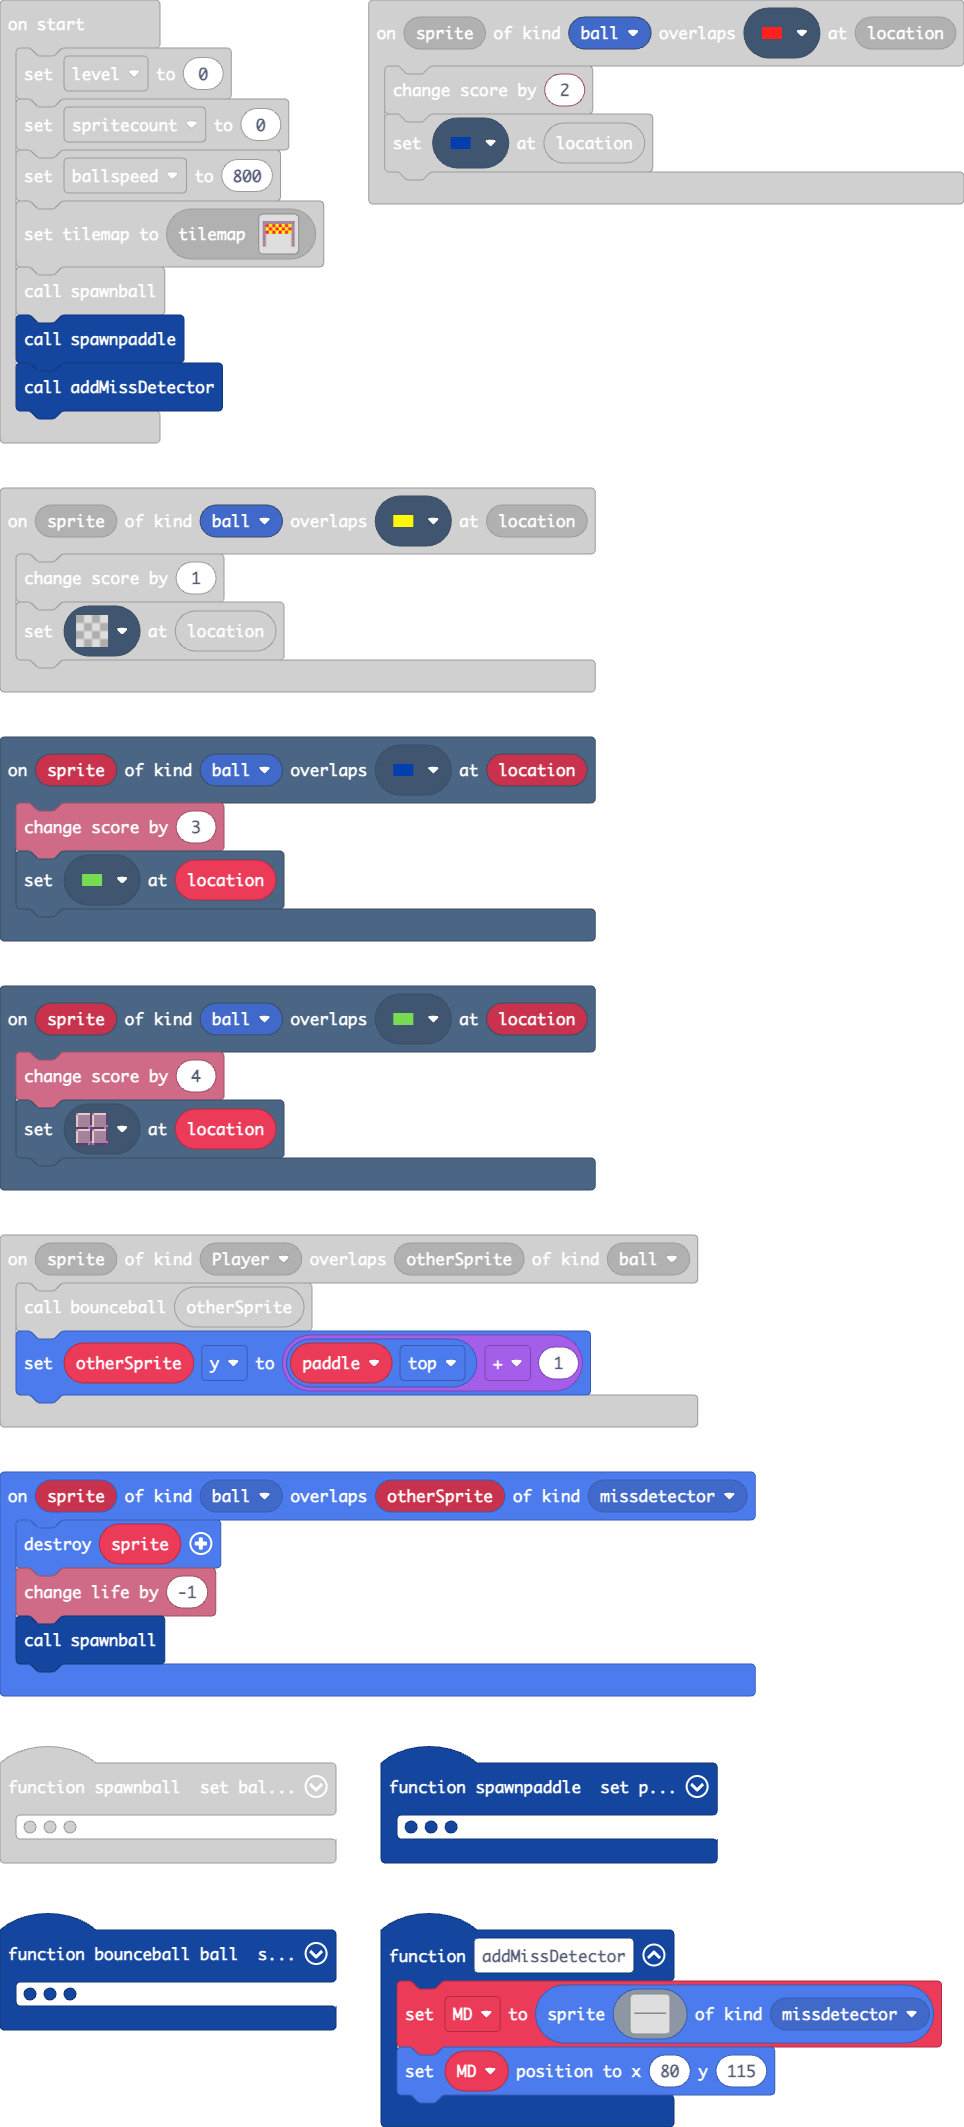 on start
set level to 0
set spritecount to 0
set ballspeed to 800
set tilemap to tilemap
call spawnball
call spawnpaddle
call addMissDetector
on sprite of kind ball overlaps at location
change score by 2
set at location
on sprite of kind ball overlaps at location
change score by 1
set at location
on sprite of kind ball overlaps at location
change score by 3
set at location
on sprite of kind ball overlaps at location
change score by 4
set at location
on sprite of kind Player overlaps otherSprite of kind ball
call bounceball otherSprite
set otherSprite y to paddle top + 1
on sprite of kind ball overlaps otherSprite of kind missdetector
destroy sprite
change life by -1
call spawnball
function spawnball set bal...
function spawnpaddle set p...
function bounceball ball s...
function addMissDetector
set MD to sprite of kind missdetector
set MD position to x 80 y 115